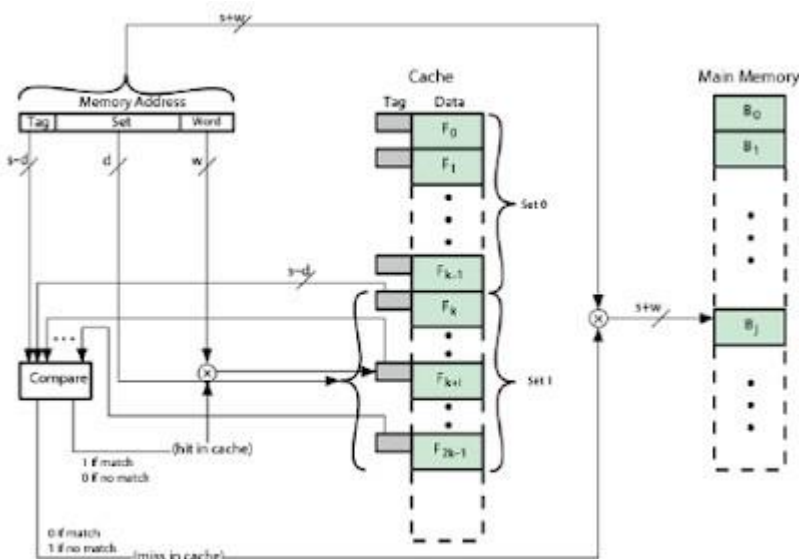 s+w
Cache
Main Memory
Memory Address
Tag Data
Tag Set Word
F0
B0
F1
B1
s–d
d
w
Set 0
s–d
Fk–1
Fk
s+w
Bj
Compare
Fk+i
Set 1
(hit in cache)
F2k–1
1 if match
0 if no match
0 if match
1 if no match
(miss in cache)